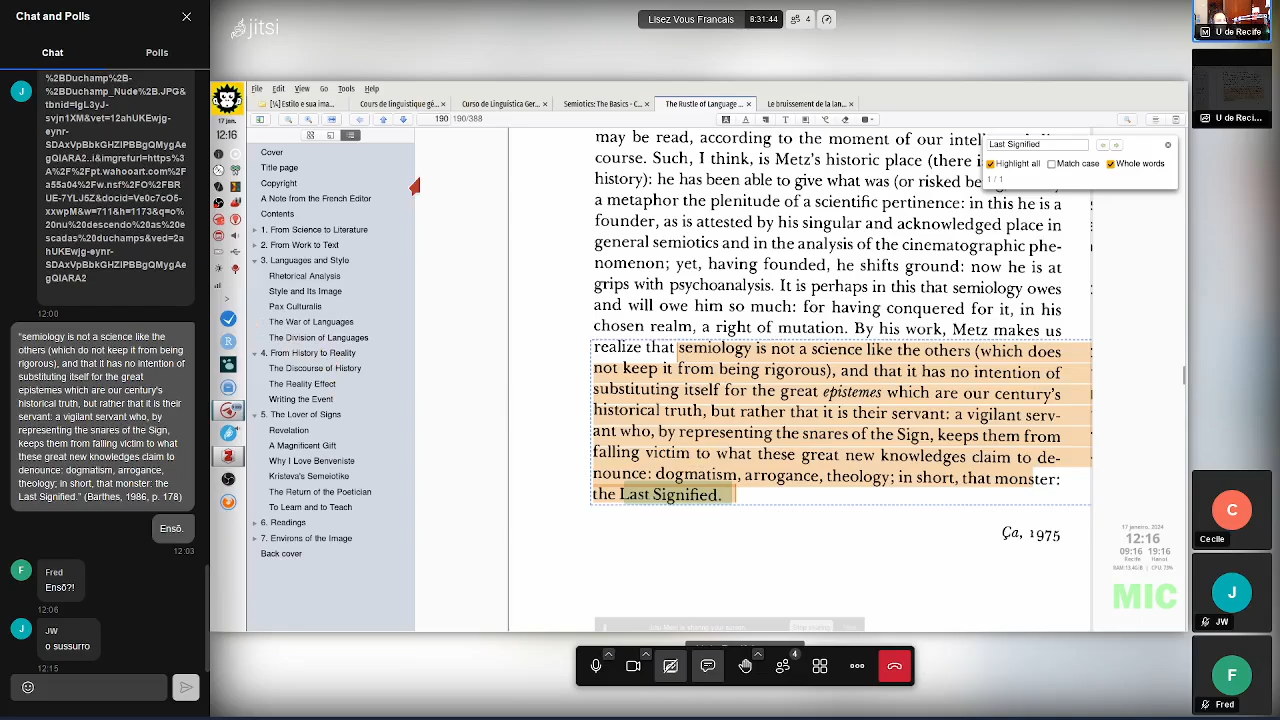 Chat and Polls
Chat
Polls
J
%2BDuchamp%2B-
%2BDuchamp_Nude%2B.JPG&
tbnid=lgL3yJ-
svjn1XM&vet=12ahUKEwjg-
eynr-
SDAxVpBbkGHZIPBBgQMygAe
gQIARA2..i&imgrefurl=https%3
A%2F%2Fpt.wahooart.com%2F
a55a04%2Fw.nsf%2FO%2FBR
UE-7YLJ5Z&docid=Ve0c7cO5-
xxwpM&w=711&h=1173&q=o%
20nu%20descendo%20as%20e
scadas%20duchamps&ved=2a
hUKEwjg-eynr-
SDAxVpBbkGHZIPBBgQMygAe
gQIARA2
12:00
"semiology is not a science like the
others (which do not keep it from being
rigorous), and that it has no intention of
substituting itself for the great
epistemes which are our century's
historical truth, but rather that it is their
servant: a vigilant servant who, by
representing the snares of the Sign,
keeps them from falling victim to what
these great new knowledges claim to
denounce: dogmatism, arrogance,
theology; in short, that monster: the
Last Signified." (Barthes, 1986, p. 178)
Ensō.
12:03
F
Fred
Ensō?!
12:06
J
JW
o sussurro
12:15
jitsi
Lisez Vous Francais
8:31:44
4
File Edit View Go Tools Help
[¼] Estilo e sua ima...
Cours de linguistique gé...
Curso de Linguística Ger...
Semiotics: The Basics - C...
The Rustle of Language ...
Le bruissement de la lan...
190 190/388
17 jan.
12:16
Cover
Title page
Copyright
A Note from the French Editor
Contents
1. From Science to Literature
2. From Work to Text
3. Languages and Style
Rhetorical Analysis
Style and Its Image
Pax Culturalis
The War of Languages
The Division of Languages
4. From History to Reality
The Discourse of History
The Reality Effect
Writing the Event
5. The Lover of Signs
Revelation
A Magnificent Gift
Why I Love Benveniste
Kristeva's Semeiotike
The Return of the Poetician
To Learn and to Teach
6. Readings
7. Environs of the Image
Back cover
may be read, according to the moment of our
course. Such, I think, is Metz's historic place (there
history): he has been able to give what was (or risked
a metaphor the plenitude of a scientific pertinence: in this he is a
founder, as is attested by his singular and acknowledged place in
general semiotics and in the analysis of the cinematographic phe-
nomenon; yet, having founded, he shifts ground: now he is at
grips with psychoanalysis. It is perhaps in this that semiology owes
and will owe him so much: for having conquered for it, in his
chosen realm, a right of mutation. By his work, Metz makes us
realize that semiology is not a science like the others (which does
not keep it from being rigorous), and that it has no intention of
substituting itself for the great epistemes which are our century's
historical truth, but rather that it is their servant: a vigilant serv-
ant who, by representing the snares of the Sign, keeps them from
falling victim to what these great new knowledges claim to de-
nounce: dogmatism, arrogance, theology; in short, that monster:
the Last Signified.
Ça, 1975
Last Signified
Highlight all
Match case
Whole words
1 / 1
17 janeiro, 2024
12:16
09:16 19:16
Recife Hanoi
MIC
4
M U de Recife
U de Reci...
C
Cecile
J
JW
F
Fred